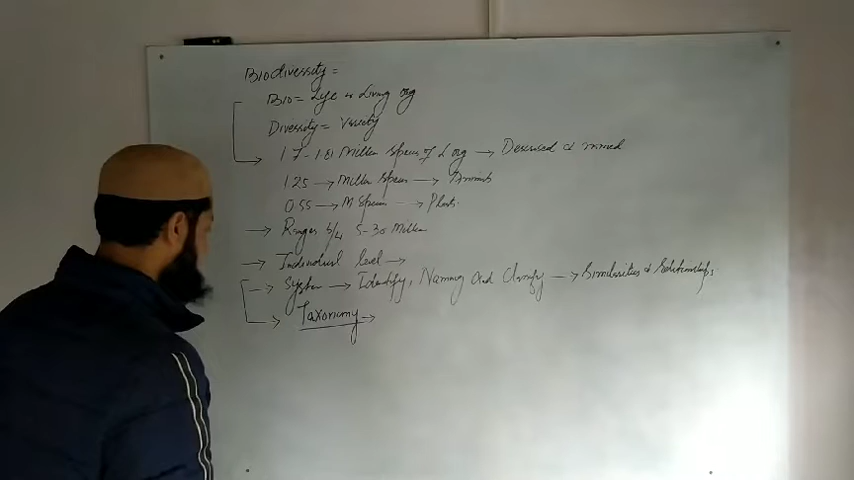 Biodiversity =
Bio = Life or Living org
Diversity = Variety
1.7 - 1.81 Million species of L org → Described & named
1.25 → Million species → Animals
0.55 → M Species → Plants.
→ Ranges b/w 5-30 Million
→ Individual level →
→ System → Identify, Naming and Classify → Similarities & Relationships
→ Taxonomy →